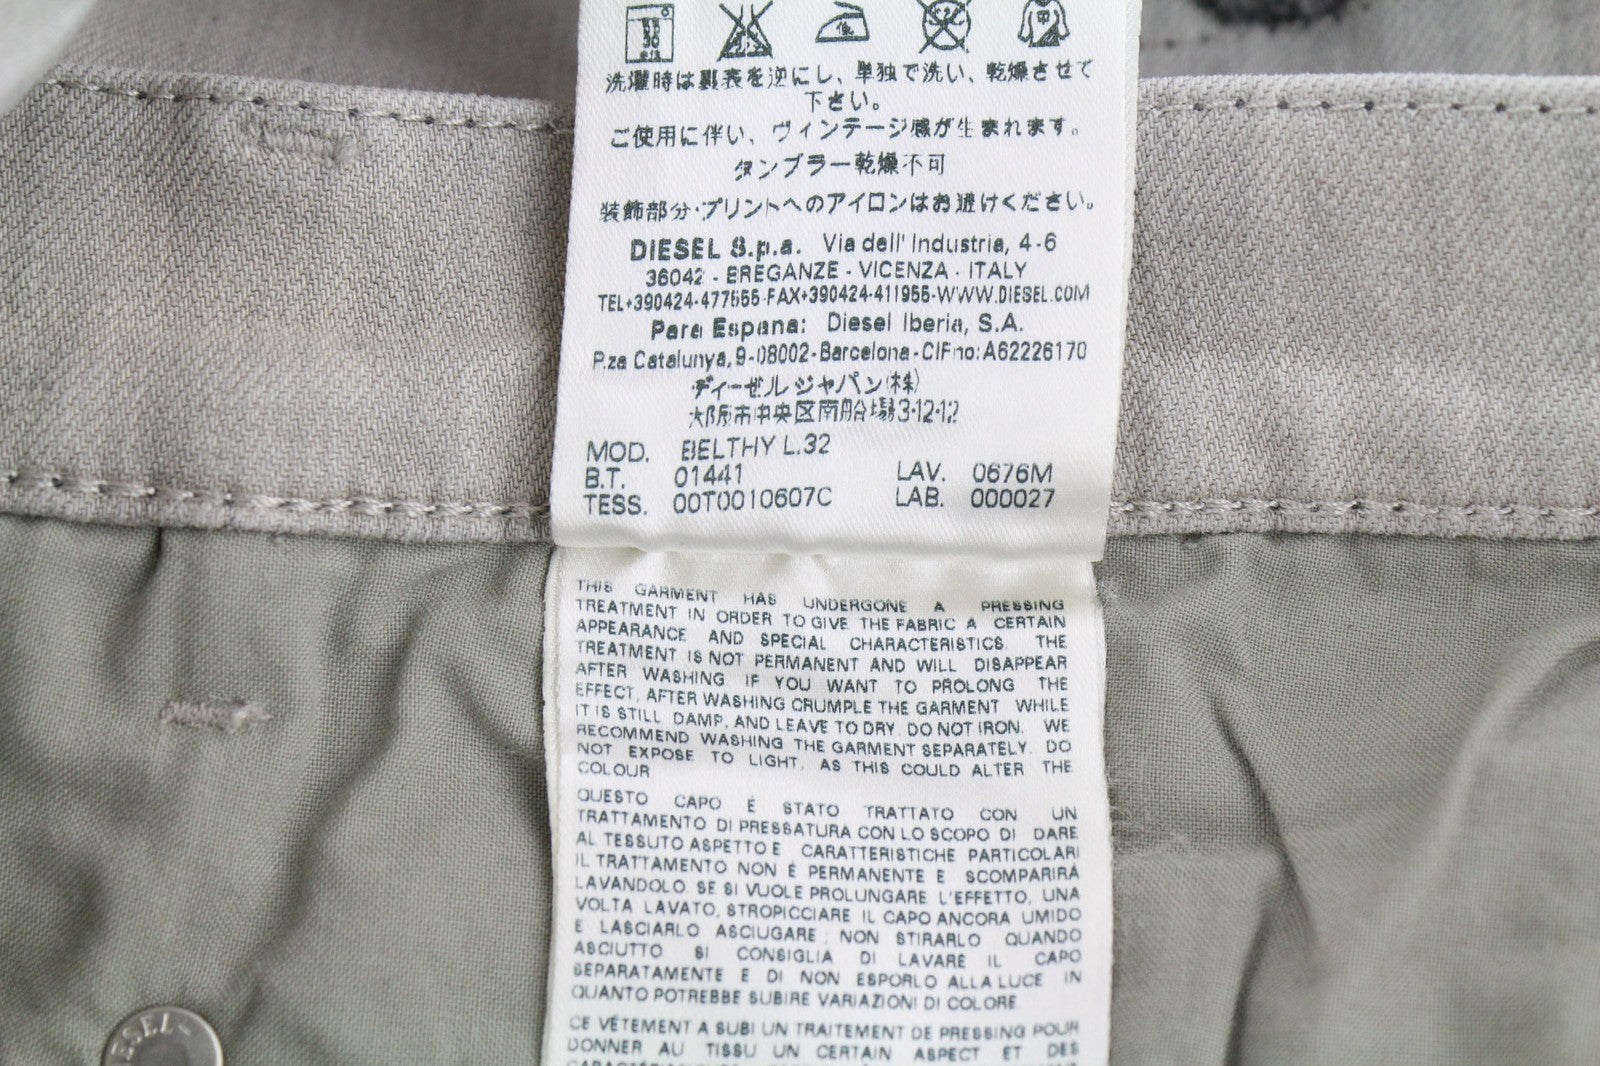 洗濯時は裏表を逆にし、単独で洗い、乾燥させて
下さい。
ご使用に伴い、ヴィンテージ感が生まれます。
タンブラー乾燥不可
装飾部分・プリントへのアイロンはお避けください。
DIESEL S.p.a. Via dell' Industria, 4-6
36042 - BREGANZE - VICENZA - ITALY
TEL+390424-477555-FAX+390424-411955-WWW.DIESEL.COM
Para Espana: Diesel Iberia, S.A.
P.za Catalunya, 9-08002-Barcelona-CIFno:A62226170
ディーゼル ジャパン(株)
大阪市中央区南船場3-12-12
MOD. BELTHY L.32
B.T. 01441 LAV. 0676M
TESS. 00T0010607C LAB. 000027
THIS GARMENT HAS UNDERGONE A PRESSING
TREATMENT IN ORDER TO GIVE THE FABRIC A CERTAIN
APPEARANCE AND SPECIAL CHARACTERISTICS. THE
TREATMENT IS NOT PERMANENT AND WILL DISAPPEAR
AFTER WASHING. IF YOU WANT TO PROLONG THE
EFFECT, AFTER WASHING CRUMPLE THE GARMENT WHILE
IT IS STILL DAMP, AND LEAVE TO DRY. DO NOT IRON. WE
RECOMMEND WASHING THE GARMENT SEPARATELY. DO
NOT EXPOSE TO LIGHT, AS THIS COULD ALTER THE
COLOUR
QUESTO CAPO È STATO TRATTATO CON UN
TRATTAMENTO DI PRESSATURA CON LO SCOPO DI DARE
AL TESSUTO ASPETTO E CARATTERISTICHE PARTICOLARI
IL TRATTAMENTO NON È PERMANENTE E SCOMPARIRÀ
LAVANDOLO. SE SI VUOLE PROLUNGARE L'EFFETTO, UNA
VOLTA LAVATO, STROPICCIARE IL CAPO ANCORA UMIDO
E LASCIARLO ASCIUGARE; NON STIRARLO QUANDO
ASCIUTTO SI CONSIGLIA DI LAVARE IL CAPO
SEPARATAMENTE E DI NON ESPORLO ALLA LUCE IN
QUANTO POTREBBE SUBIRE VARIAZIONI DI COLORE
CE VÊTEMENT A SUBI UN TRAITEMENT DE PRESSING POUR
DONNER AU TISSU UN CERTAIN ASPECT ET DES
ESEL